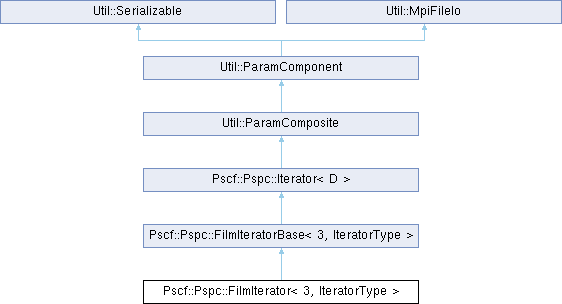 Util::Serializable
Util::MpiFileIo
Util::ParamComponent
Util::ParamComposite
Pscf::Pspc::Iterator< D >
Pscf::Pspc::FilmIteratorBase< 3, IteratorType >
Pscf::Pspc::FilmIterator< 3, IteratorType >